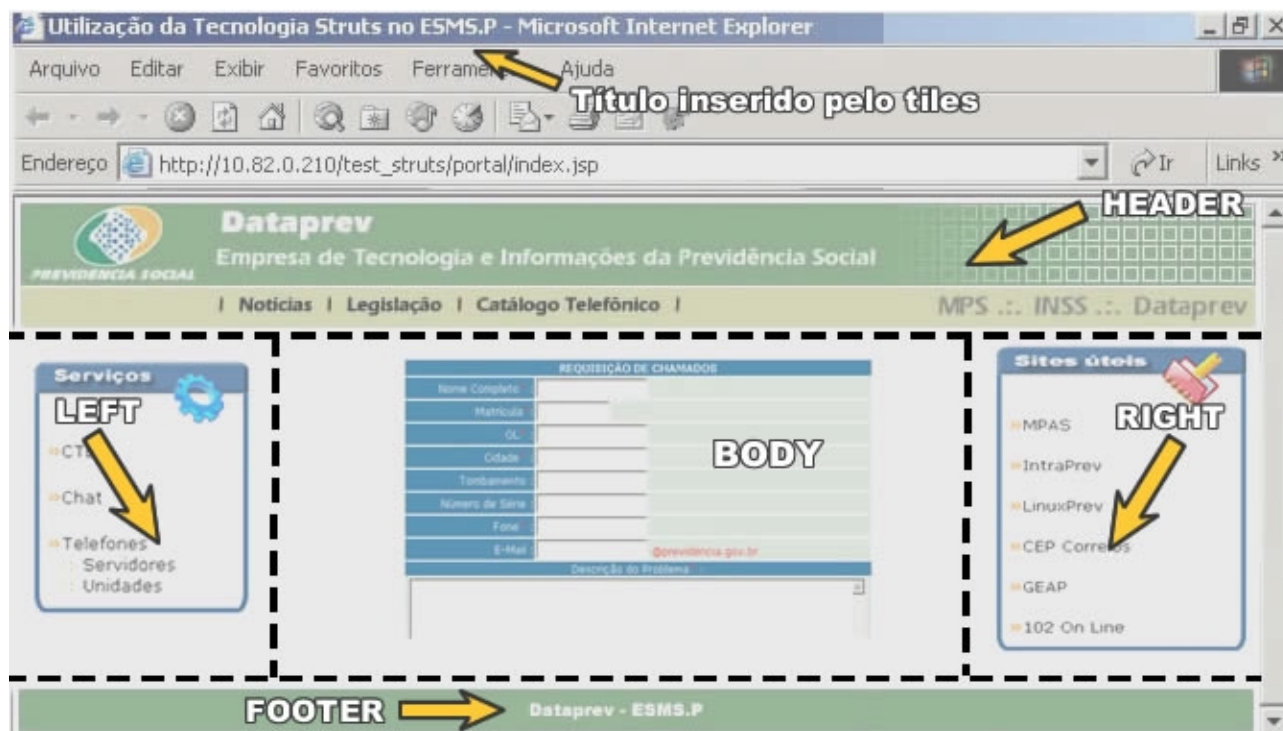 Utilização da Tecnologia Struts no ESMS.P - Microsoft Internet Explorer
Arquivo Editar Exibir Favoritos Ajuda
Título inserido pelo tiles
Endereço http://10.82.0.210/test_struts/portal/index.jsp Ir Links »
HEADER
Dataprev
Empresa de Tecnologia e Informações da Previdência Social
PREVIDÊNCIA SOCIAL
| Notícias | Legislação | Catálogo Telefônico |
MPS .:. INSS .:. Dataprev
Serviços
LEFT
»Chat
»Telefones
: Servidores
: Unidades
REQUISIÇÃO DE CHAMADOS
Nome Completo :
Matrícula :
OL :
Cidade :
Tombamento :
Número de Série :
Fone :
E-Mail : @previdencia.gov.br
Descrição do Problema :
BODY
Sites úteis
RIGHT
»MPAS
»IntraPrev
»LinuxPrev
»CEP Correios
»GEAP
»102 On Line
FOOTER
Dataprev - ESMS.P